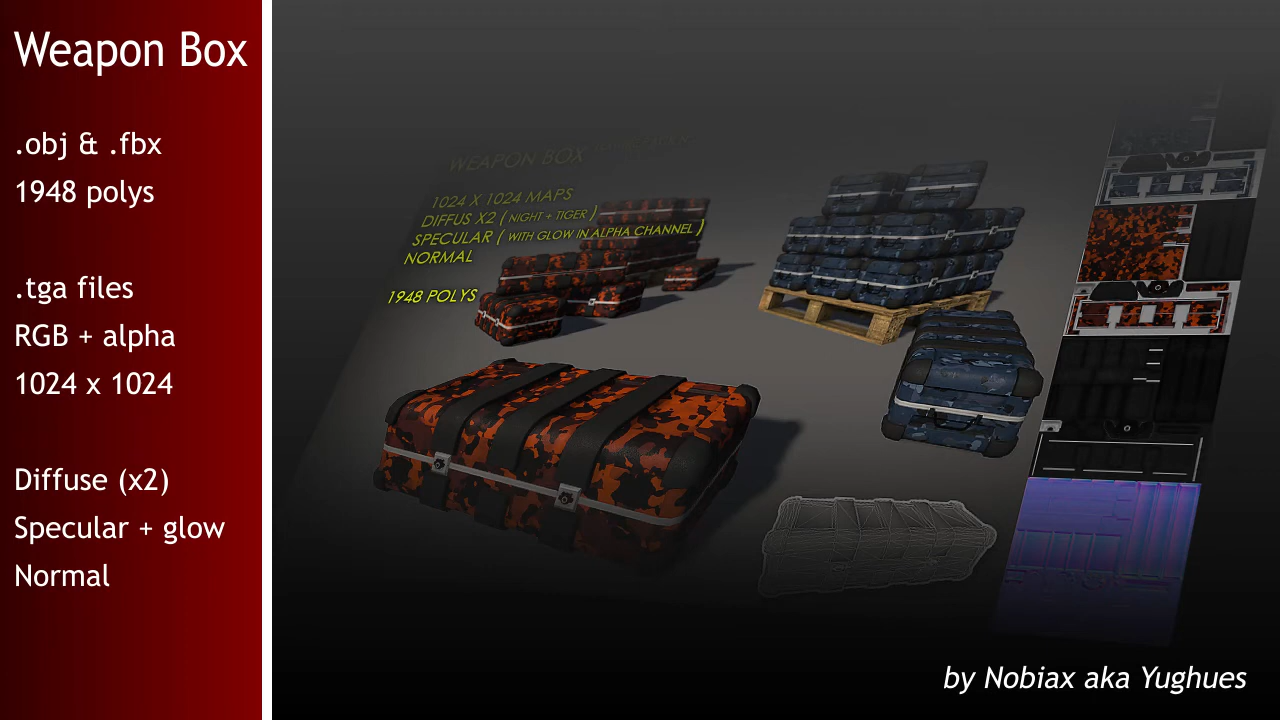 Weapon Box
.obj & .fbx
1948 polys
.tga files
RGB + alpha
1024 x 1024
Diffuse (x2)
Specular + glow
Normal
WEAPON BOX
1024 X 1024 MAPS
DIFFUS X2 ( NIGHT + TIGER )
SPECULAR ( WITH GLOW IN ALPHA CHANNEL )
NORMAL
1948 POLYS
by Nobiax aka Yughues